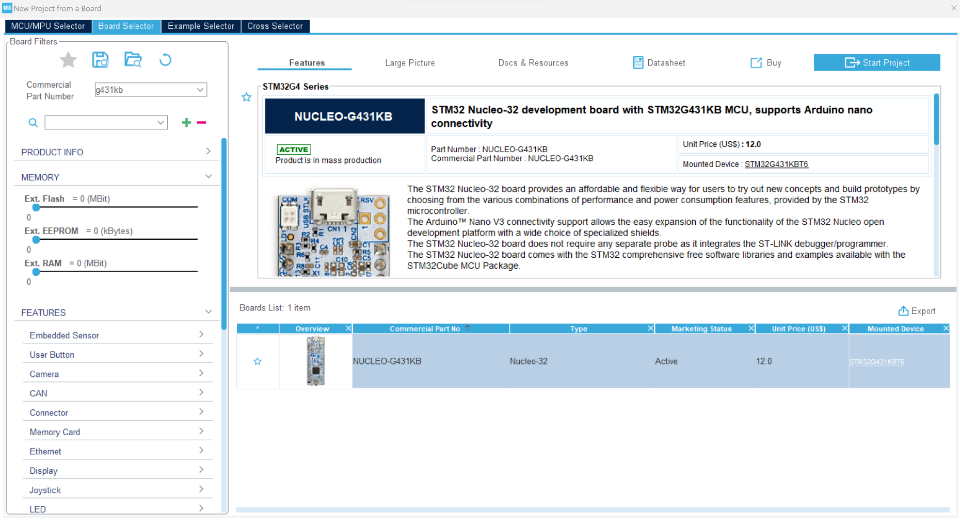 MX New Project from a Board
MCU/MPU Selector
Board Selector
Example Selector
Cross Selector
Board Filters
Commercial
Part Number
g431kb
PRODUCT INFO
MEMORY
Ext. Flash = 0 (MBit)
0
Ext. EEPROM = 0 (kBytes)
0
Ext. RAM = 0 (MBit)
0
FEATURES
Embedded Sensor
User Button
Camera
CAN
Connector
Memory Card
Ethernet
Display
Joystick
LED
Features
Large Picture
Docs & Resources
Datasheet
Buy
Start Project
STM32G4 Series
NUCLEO-G431KB
STM32 Nucleo-32 development board with STM32G431KB MCU, supports Arduino nano
connectivity
ACTIVE
Product is in mass production
Part Number : NUCLEO-G431KB
Commercial Part Number : NUCLEO-G431KB
Unit Price (US$) : 12.0
Mounted Device : STM32G431KBT6
The STM32 Nucleo-32 board provides an affordable and flexible way for users to try out new concepts and build prototypes by
choosing from the various combinations of performance and power consumption features, provided by the STM32
microcontroller.
The Arduino™ Nano V3 connectivity support allows the easy expansion of the functionality of the STM32 Nucleo open
development platform with a wide choice of specialized shields.
The STM32 Nucleo-32 board does not require any separate probe as it integrates the ST-LINK debugger/programmer.
The STM32 Nucleo-32 board comes with the STM32 comprehensive free software libraries and examples available with the
STM32Cube MCU Package.
COM
USB_STLK
RSV
CN1
R4
R6
C10
Boards List: 1 item
Export
* Overview Commercial Part No Type Marketing Status Unit Price (US$) Mounted Device
NUCLEO-G431KB Nucleo-32 Active 12.0 STM32G431KBT6